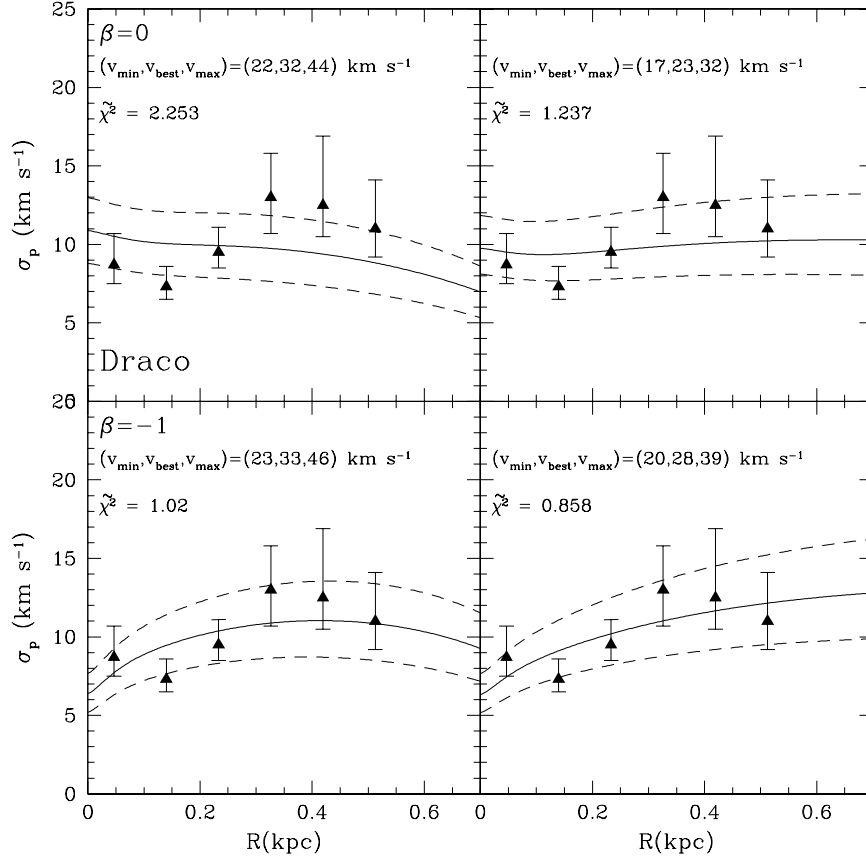 25
β=0
(v_min,v_best,v_max)=(22,32,44) km s⁻¹
(v_min,v_best,v_max)=(17,23,32) km s⁻¹
20
χ̃² = 2.253
χ̃² = 1.237
15
σ_p (km s⁻¹)
10
5
Draco
0
25
β=−1
(v_min,v_best,v_max)=(23,33,46) km s⁻¹
(v_min,v_best,v_max)=(20,28,39) km s⁻¹
20
χ̃² = 1.02
χ̃² = 0.858
15
σ_p (km s⁻¹)
10
5
0
0 0.2 0.4 0.6
0 0.2 0.4 0.6
R(kpc)
R(kpc)